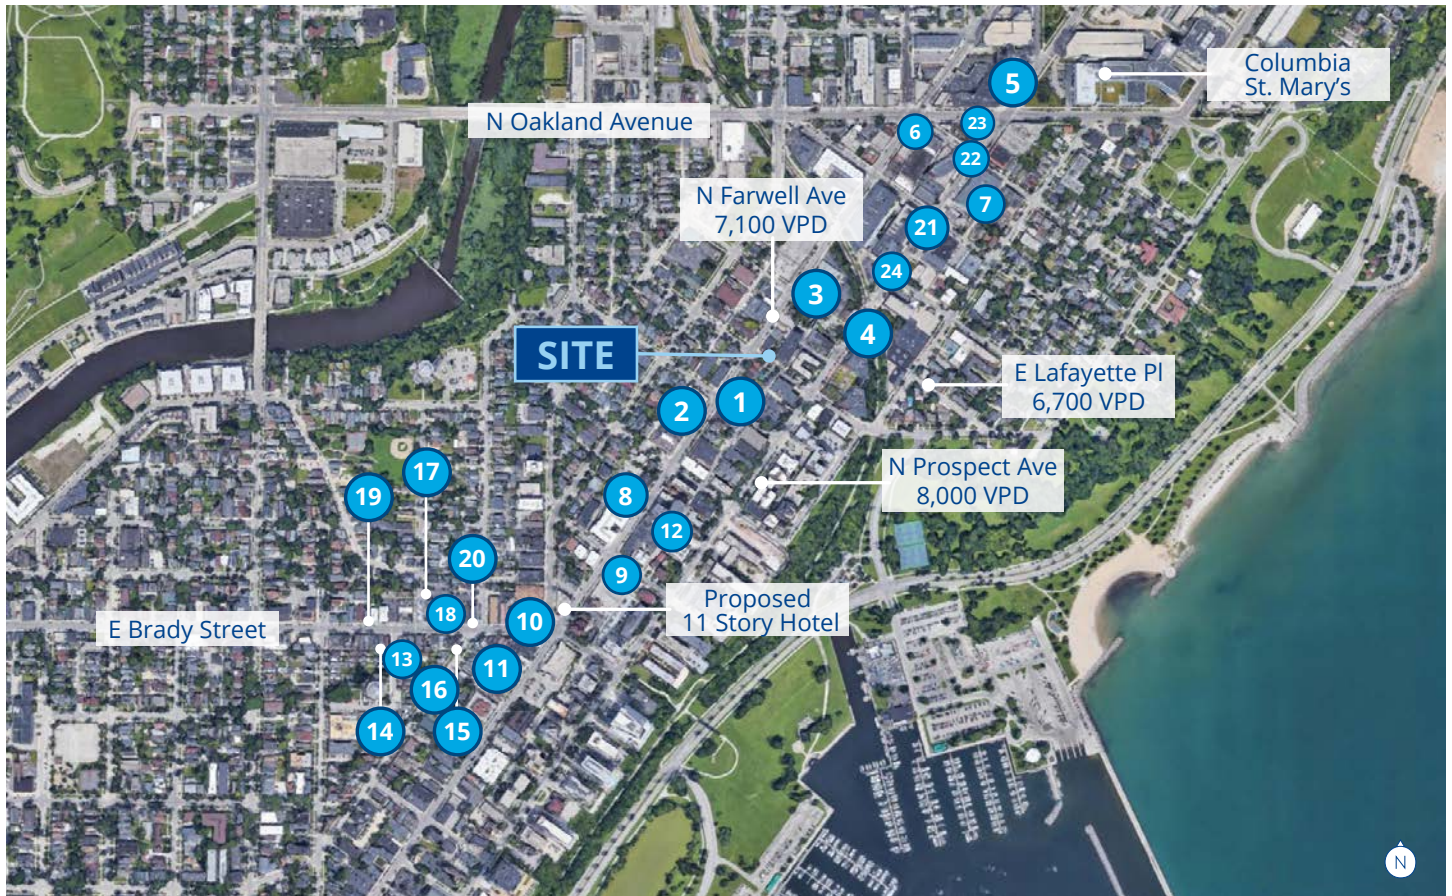 Columbia
St. Mary's
5
N Oakland Avenue
23
6
22
N Farwell Ave
7,100 VPD
7
21
24
3
4
SITE
E Lafayette Pl
6,700 VPD
1
2
17
N Prospect Ave
8,000 VPD
19
8
12
20
9
Proposed
11 Story Hotel
18
10
E Brady Street
13
11
16
14
15
N